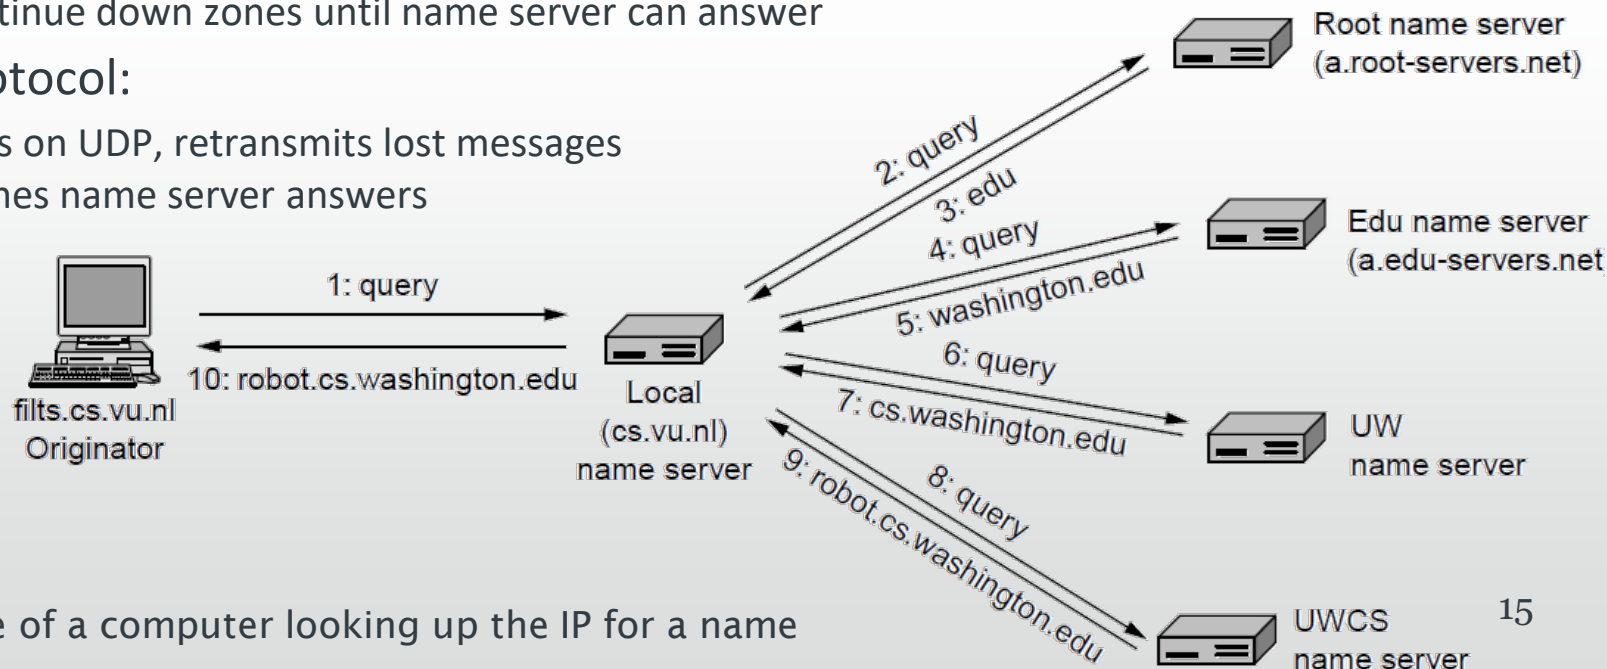 tinue down zones until name server can answer
otocol:
s on UDP, retransmits lost messages
hes name server answers
Root name server
(a.root-servers.net)
2: query
3: edu
4: query
5: washington.edu
Edu name server
(a.edu-servers.net
1: query
10: robot.cs.washington.edu
filts.cs.vu.nl
Originator
Local
(cs.vu.nl)
name server
6: query
7: cs.washington.edu
UW
name server
8: query
9: robot.cs.washington.edu
UWCS
name server
e of a computer looking up the IP for a name
15